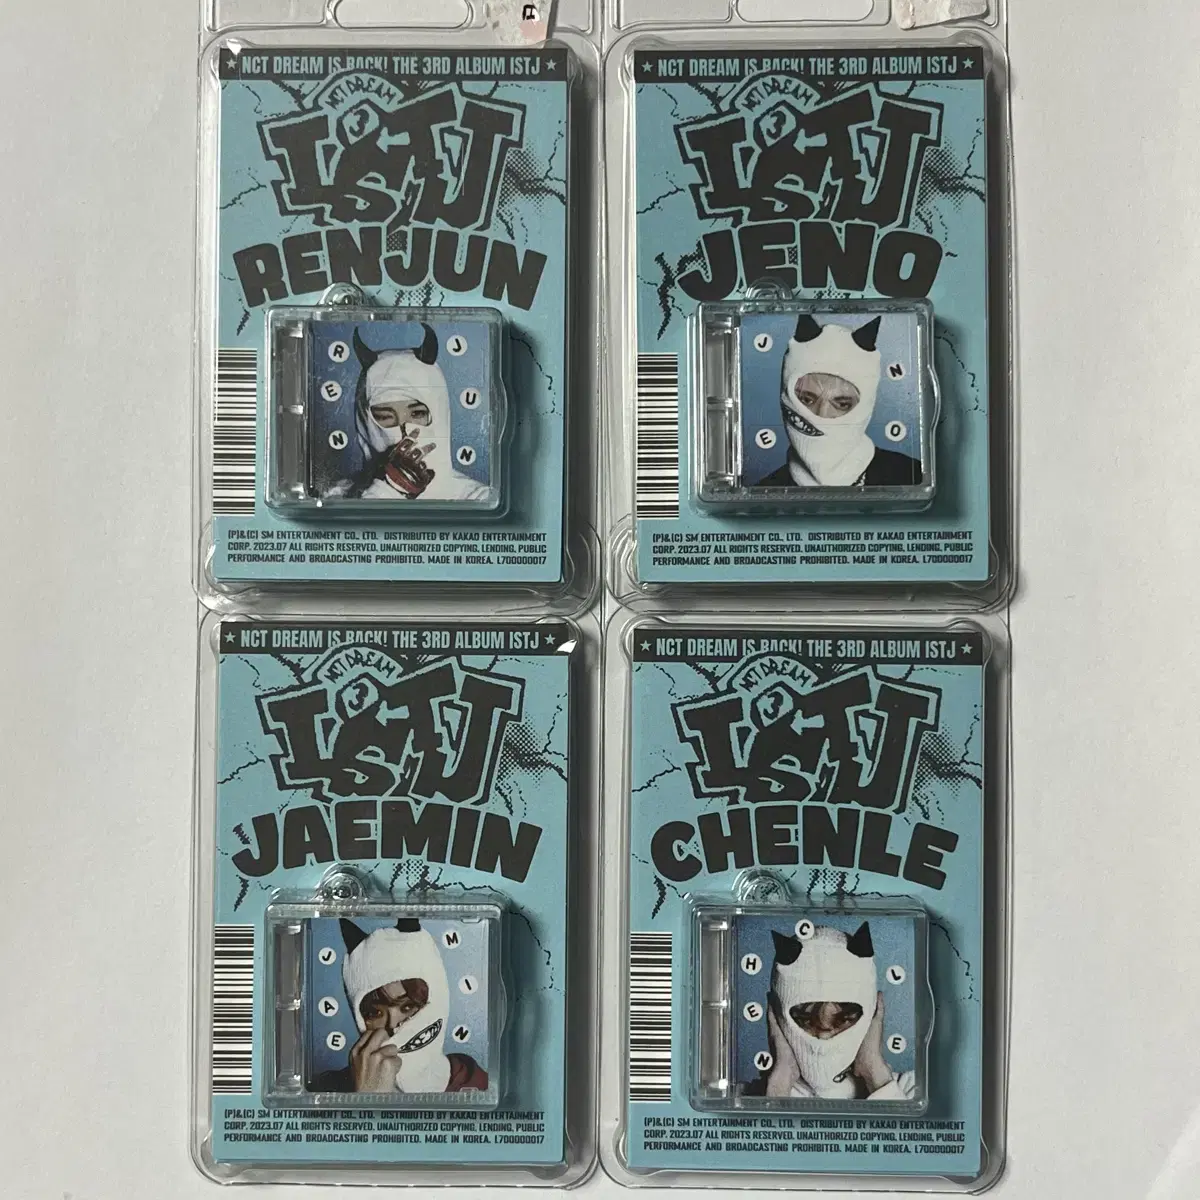 ★ NCT DREAM IS BACK! THE 3RD ALBUM ISTJ ★
NCT DREAM
3
ISTJ
RENJUN
R J
E U
N N
(P)&(C) SM ENTERTAINMENT CO., LTD. DISTRIBUTED BY KAKAO ENTERTAINMENT
CORP. 2023.07 ALL RIGHTS RESERVED. UNAUTHORIZED COPYING, LENDING, PUBLIC
PERFORMANCE AND BROADCASTING PROHIBITED. MADE IN KOREA. L700000017
★ NCT DREAM IS BACK! THE 3RD ALBUM ISTJ ★
NCT DREAM
3
ISTJ
JENO
J N
E O
(P)&(C) SM ENTERTAINMENT CO., LTD. DISTRIBUTED BY KAKAO ENTERTAINMENT
CORP. 2023.07 ALL RIGHTS RESERVED. UNAUTHORIZED COPYING, LENDING, PUBLIC
PERFORMANCE AND BROADCASTING PROHIBITED. MADE IN KOREA. L700000017
★ NCT DREAM IS BACK! THE 3RD ALBUM ISTJ ★
NCT DREAM
3
ISTJ
JAEMIN
J M
A I
E N
(P)&(C) SM ENTERTAINMENT CO., LTD. DISTRIBUTED BY KAKAO ENTERTAINMENT
CORP. 2023.07 ALL RIGHTS RESERVED. UNAUTHORIZED COPYING, LENDING, PUBLIC
PERFORMANCE AND BROADCASTING PROHIBITED. MADE IN KOREA. L700000017
★ NCT DREAM IS BACK! THE 3RD ALBUM ISTJ ★
NCT DREAM
3
ISTJ
CHENLE
C
H L
E E
N
(P)&(C) SM ENTERTAINMENT CO., LTD. DISTRIBUTED BY KAKAO ENTERTAINMENT
CORP. 2023.07 ALL RIGHTS RESERVED. UNAUTHORIZED COPYING, LENDING, PUBLIC
PERFORMANCE AND BROADCASTING PROHIBITED. MADE IN KOREA. L700000017